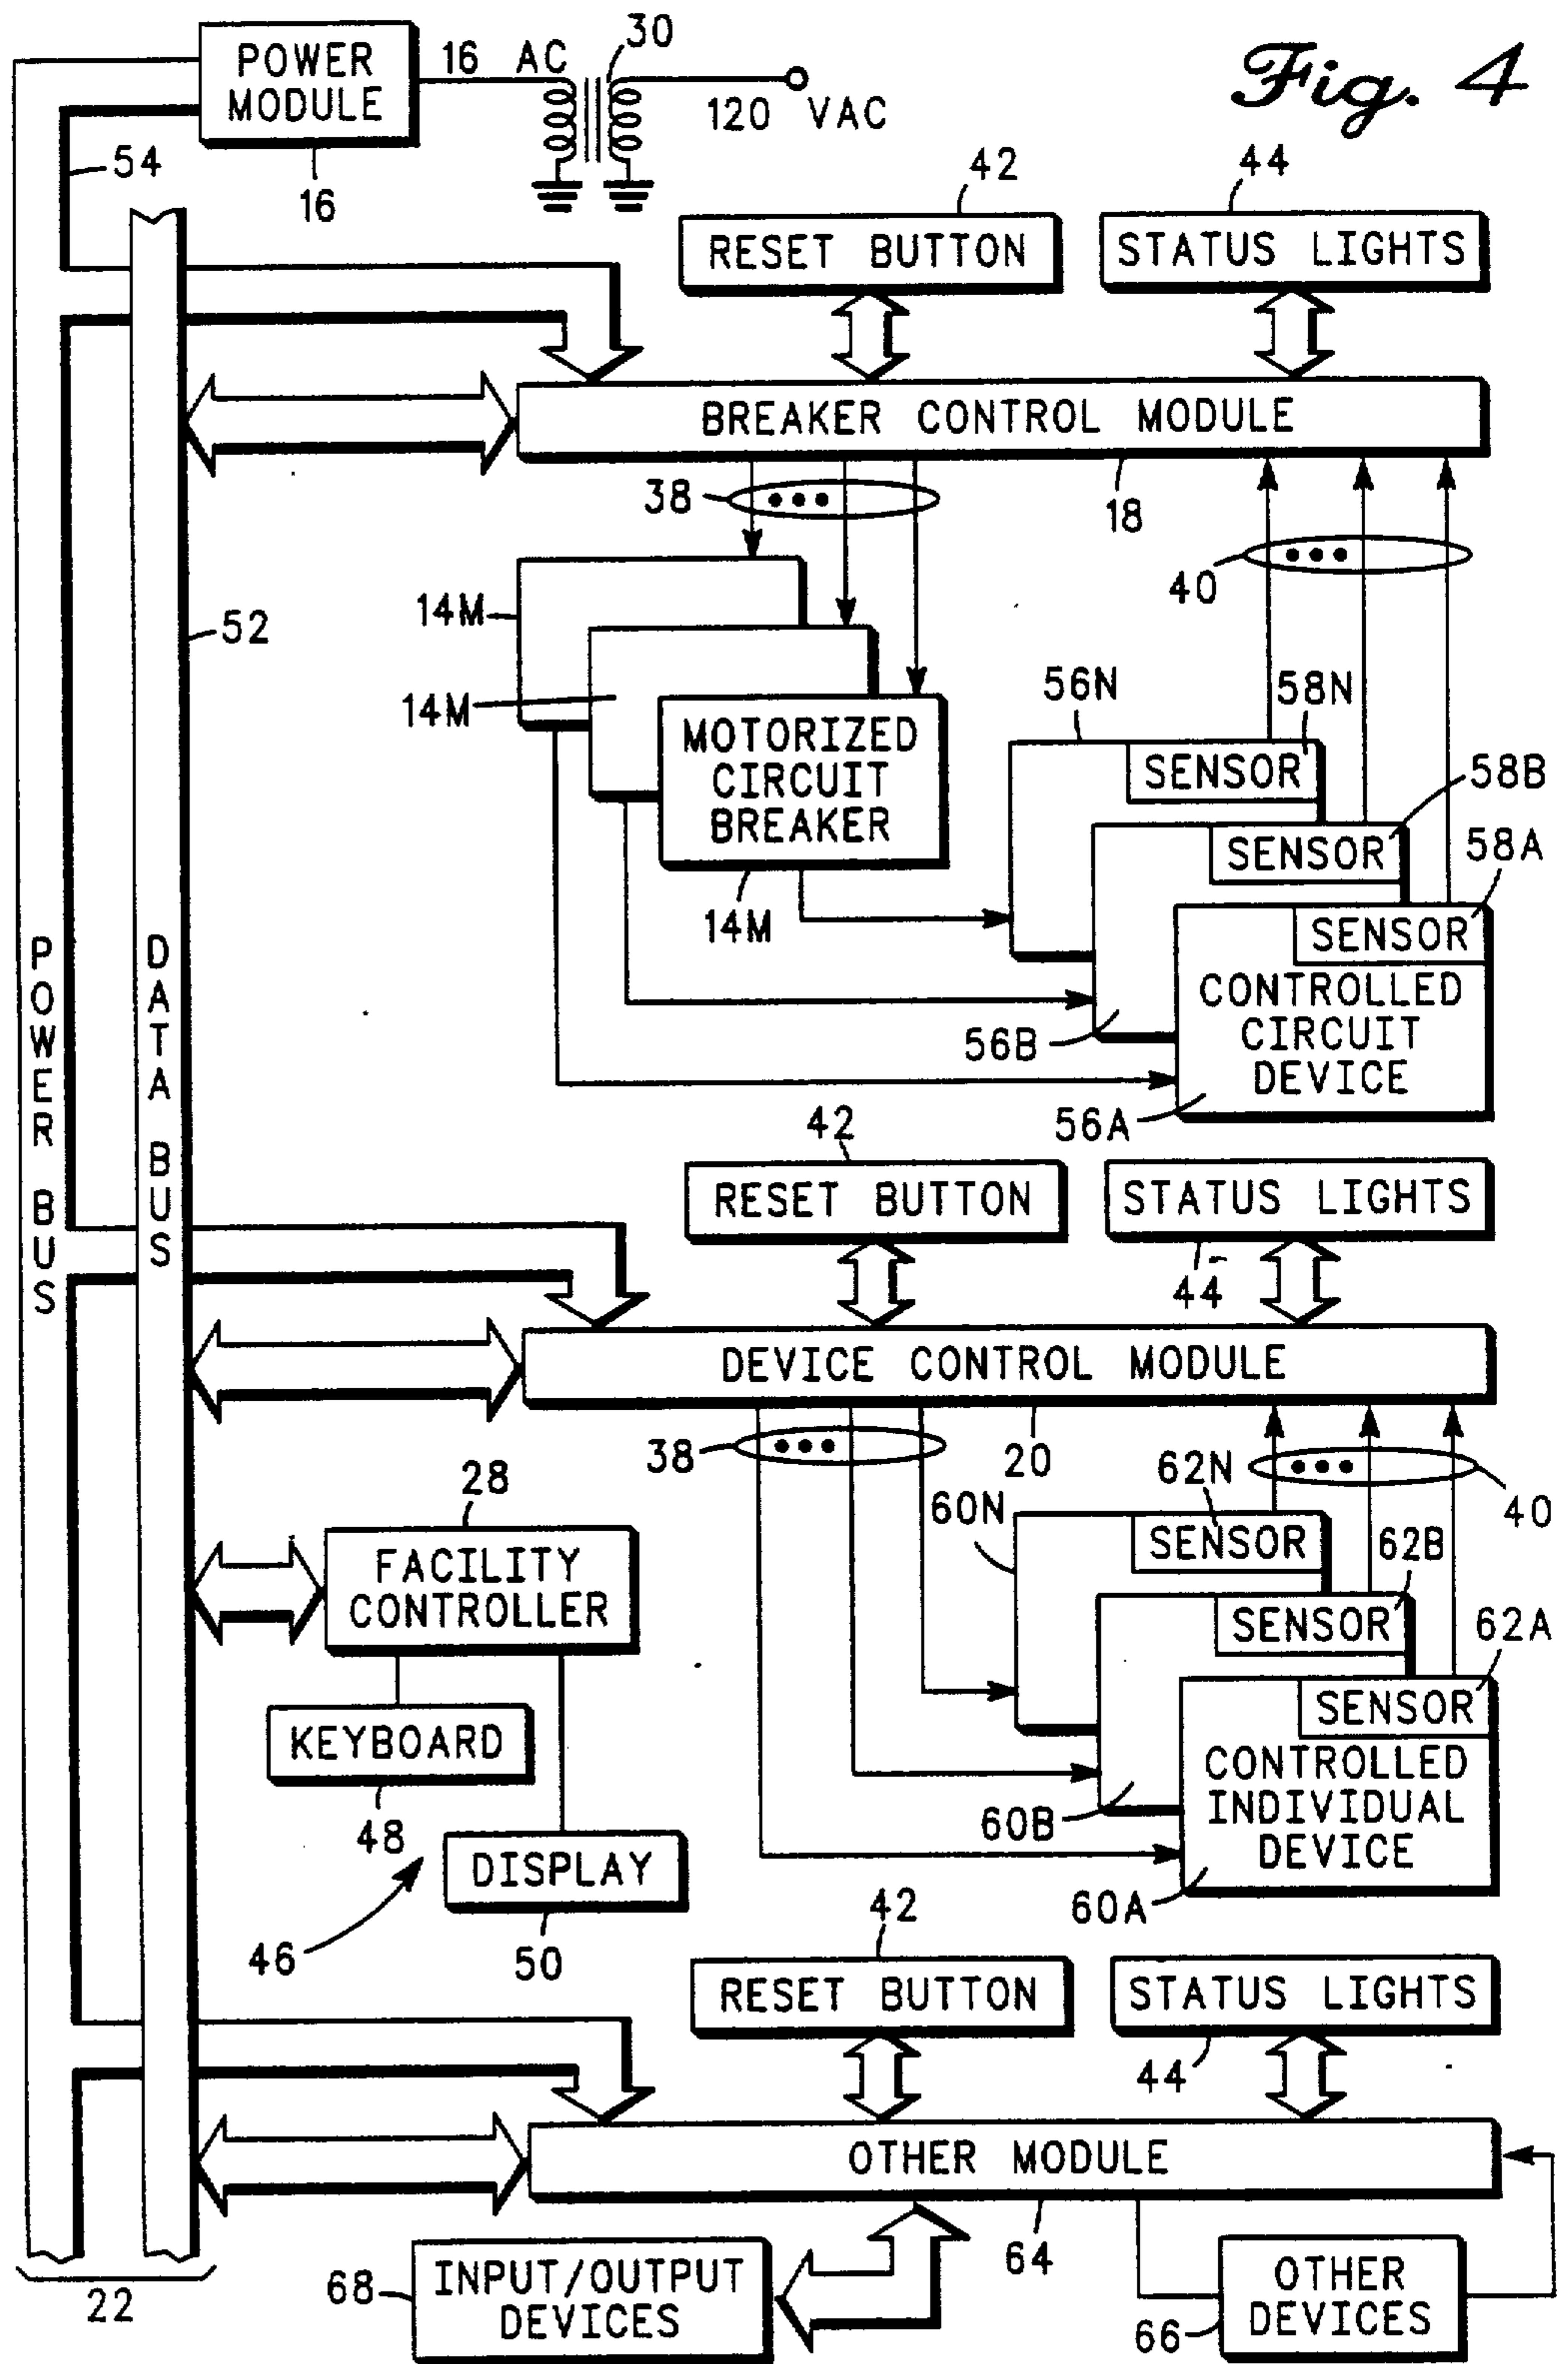 Fig. 4
POWER
MODULE
16
16 AC
30
120 VAC
54
42
RESET BUTTON
44
STATUS LIGHTS
BREAKER CONTROL MODULE
18
38
40
52
14M
14M
MOTORIZED
CIRCUIT
BREAKER
14M
56N
58N
SENSOR
58B
SENSOR
58A
SENSOR
CONTROLLED
CIRCUIT
DEVICE
56B
56A
POWER BUS
DATA BUS
42
RESET BUTTON
STATUS LIGHTS
44
DEVICE CONTROL MODULE
20
38
40
28
FACILITY
CONTROLLER
KEYBOARD
48
DISPLAY
50
46
60N
62N
SENSOR
62B
SENSOR
62A
SENSOR
CONTROLLED
INDIVIDUAL
DEVICE
60B
60A
42
RESET BUTTON
STATUS LIGHTS
44
OTHER MODULE
64
68
INPUT/OUTPUT
DEVICES
66
OTHER
DEVICES
22